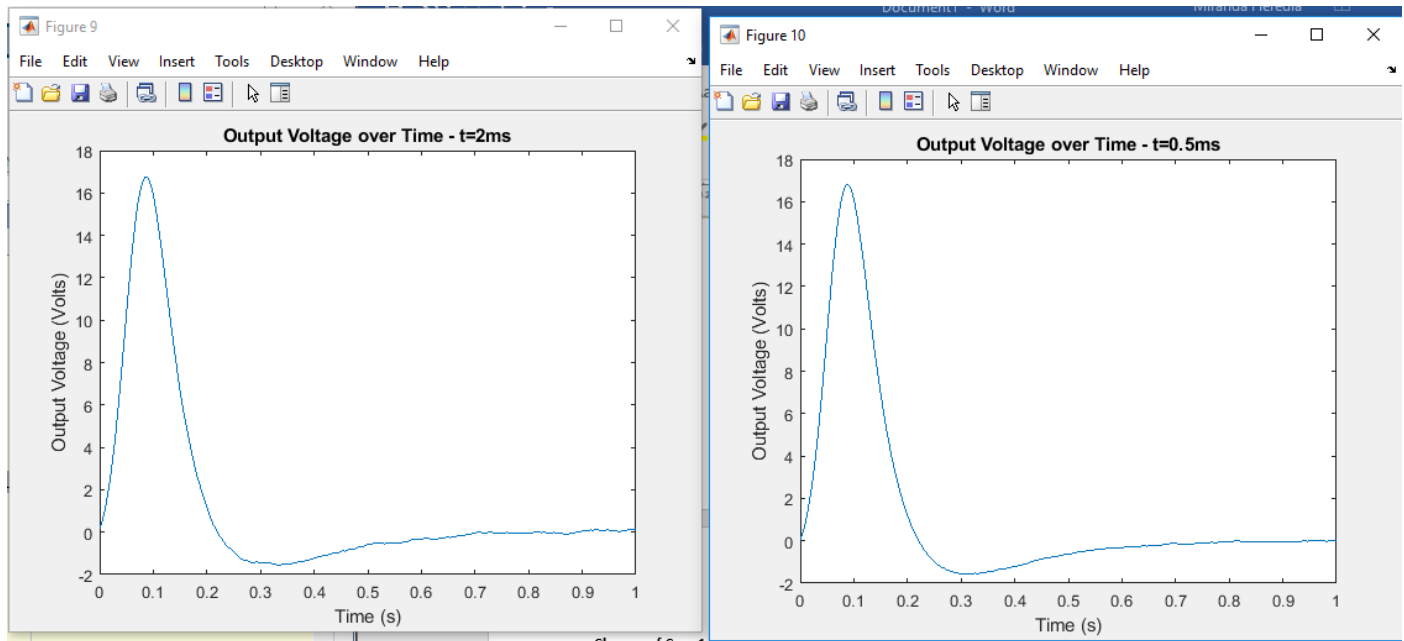 Document1 - Word
Miranda Heredia
Figure 9
File Edit View Insert Tools Desktop Window Help
Output Voltage over Time - t=2ms
18
16
14
12
10
8
6
4
2
0
-2
Output Voltage (Volts)
0 0.1 0.2 0.3 0.4 0.5 0.6 0.7 0.8 0.9 1
Time (s)
Figure 10
File Edit View Insert Tools Desktop Window Help
Output Voltage over Time - t=0.5ms
18
16
14
12
10
8
6
4
2
0
-2
Output Voltage (Volts)
0 0.1 0.2 0.3 0.4 0.5 0.6 0.7 0.8 0.9 1
Time (s)